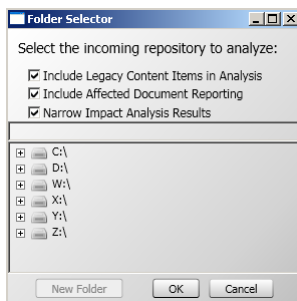 Folder Selector
Select the incoming repository to analyze:
Include Legacy Content Items in Analysis
Include Affected Document Reporting
Narrow Impact Analysis Results
C:\
D:\
W:\
X:\
Y:\
Z:\
New Folder OK Cancel